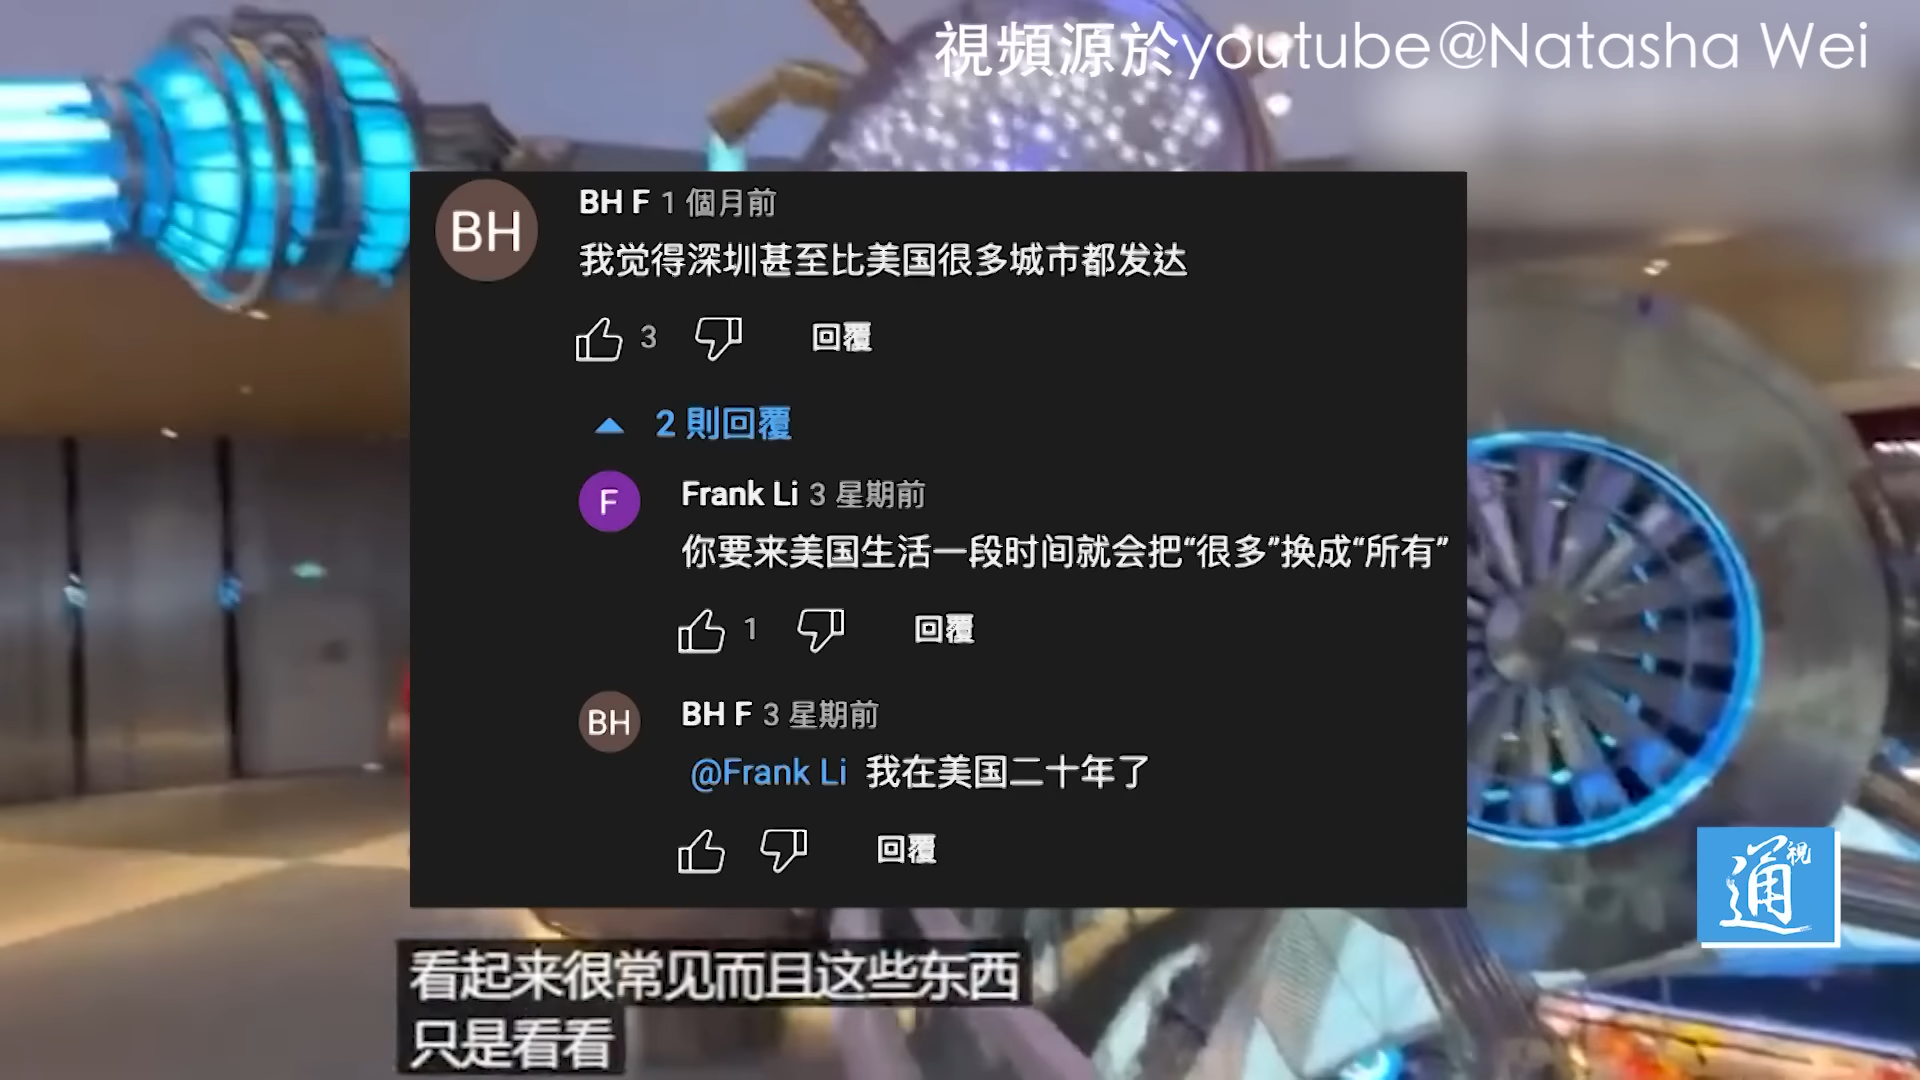 視頻源於youtube@Natasha Wei
BH
BH F 1 個月前
我觉得深圳甚至比美国很多城市都发达
3 回覆
2 則回覆
F
Frank Li 3 星期前
你要来美国生活一段时间就会把“很多”换成“所有”
1 回覆
BH
BH F 3 星期前
@Frank Li 我在美国二十年了
回覆
視通
看起来很常见而且这些东西
只是看看